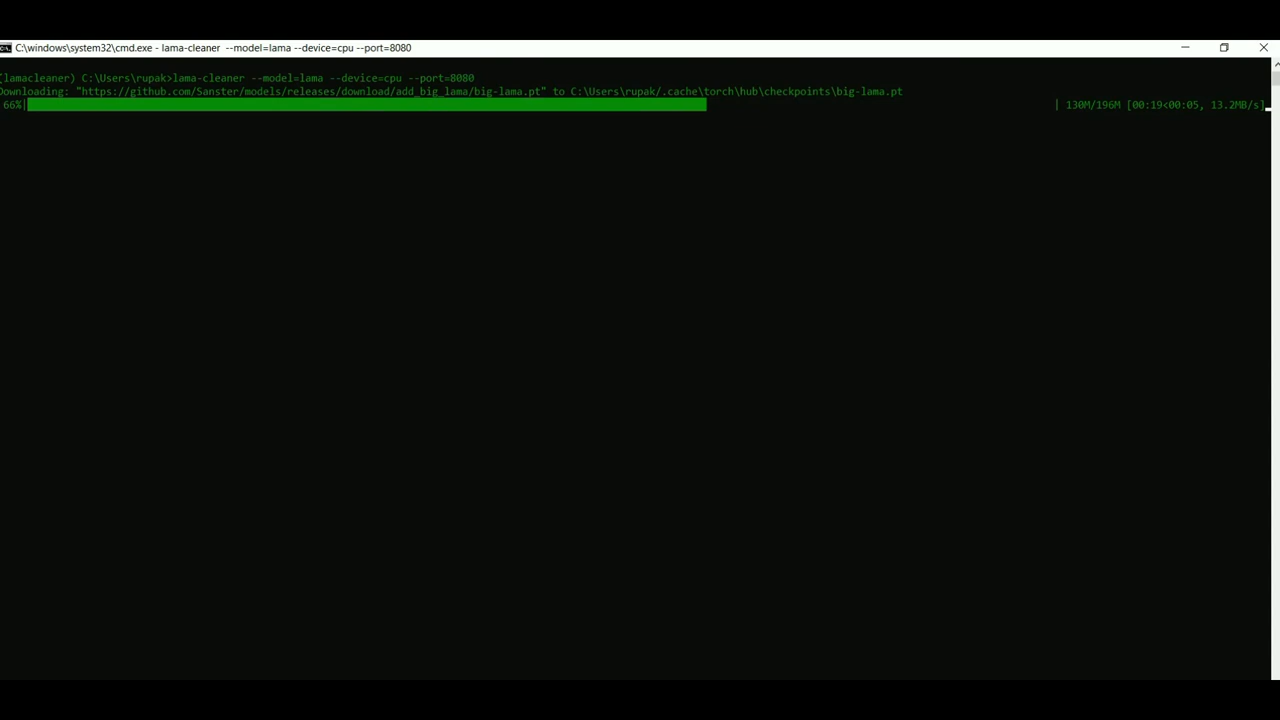 C:\windows\system32\cmd.exe - lama-cleaner  --model=lama --device=cpu --port=8080
(lamacleaner) C:\Users\rupak>lama-cleaner --model=lama --device=cpu --port=8080
Downloading: "https://github.com/Sanster/models/releases/download/add_big_lama/big-lama.pt" to C:\Users\rupak/.cache\torch\hub\checkpoints\big-lama.pt
66%| | 130M/196M [00:19<00:05, 13.2MB/s]